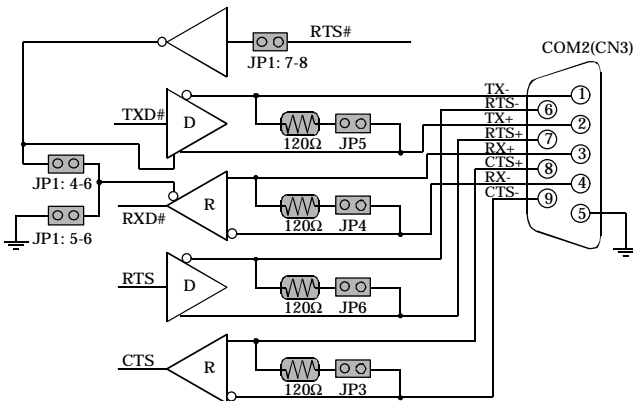 RTS#
JP1: 7-8
COM2(CN3)
TXD#
D
120Ω
JP5
TX-
RTS-
TX+
RTS+
RX+
CTS+
RX-
CTS-
1
6
2
7
3
8
4
9
5
JP1: 4-6
JP1: 5-6
RXD#
R
120Ω
JP4
RTS
D
120Ω
JP6
CTS
R
120Ω
JP3